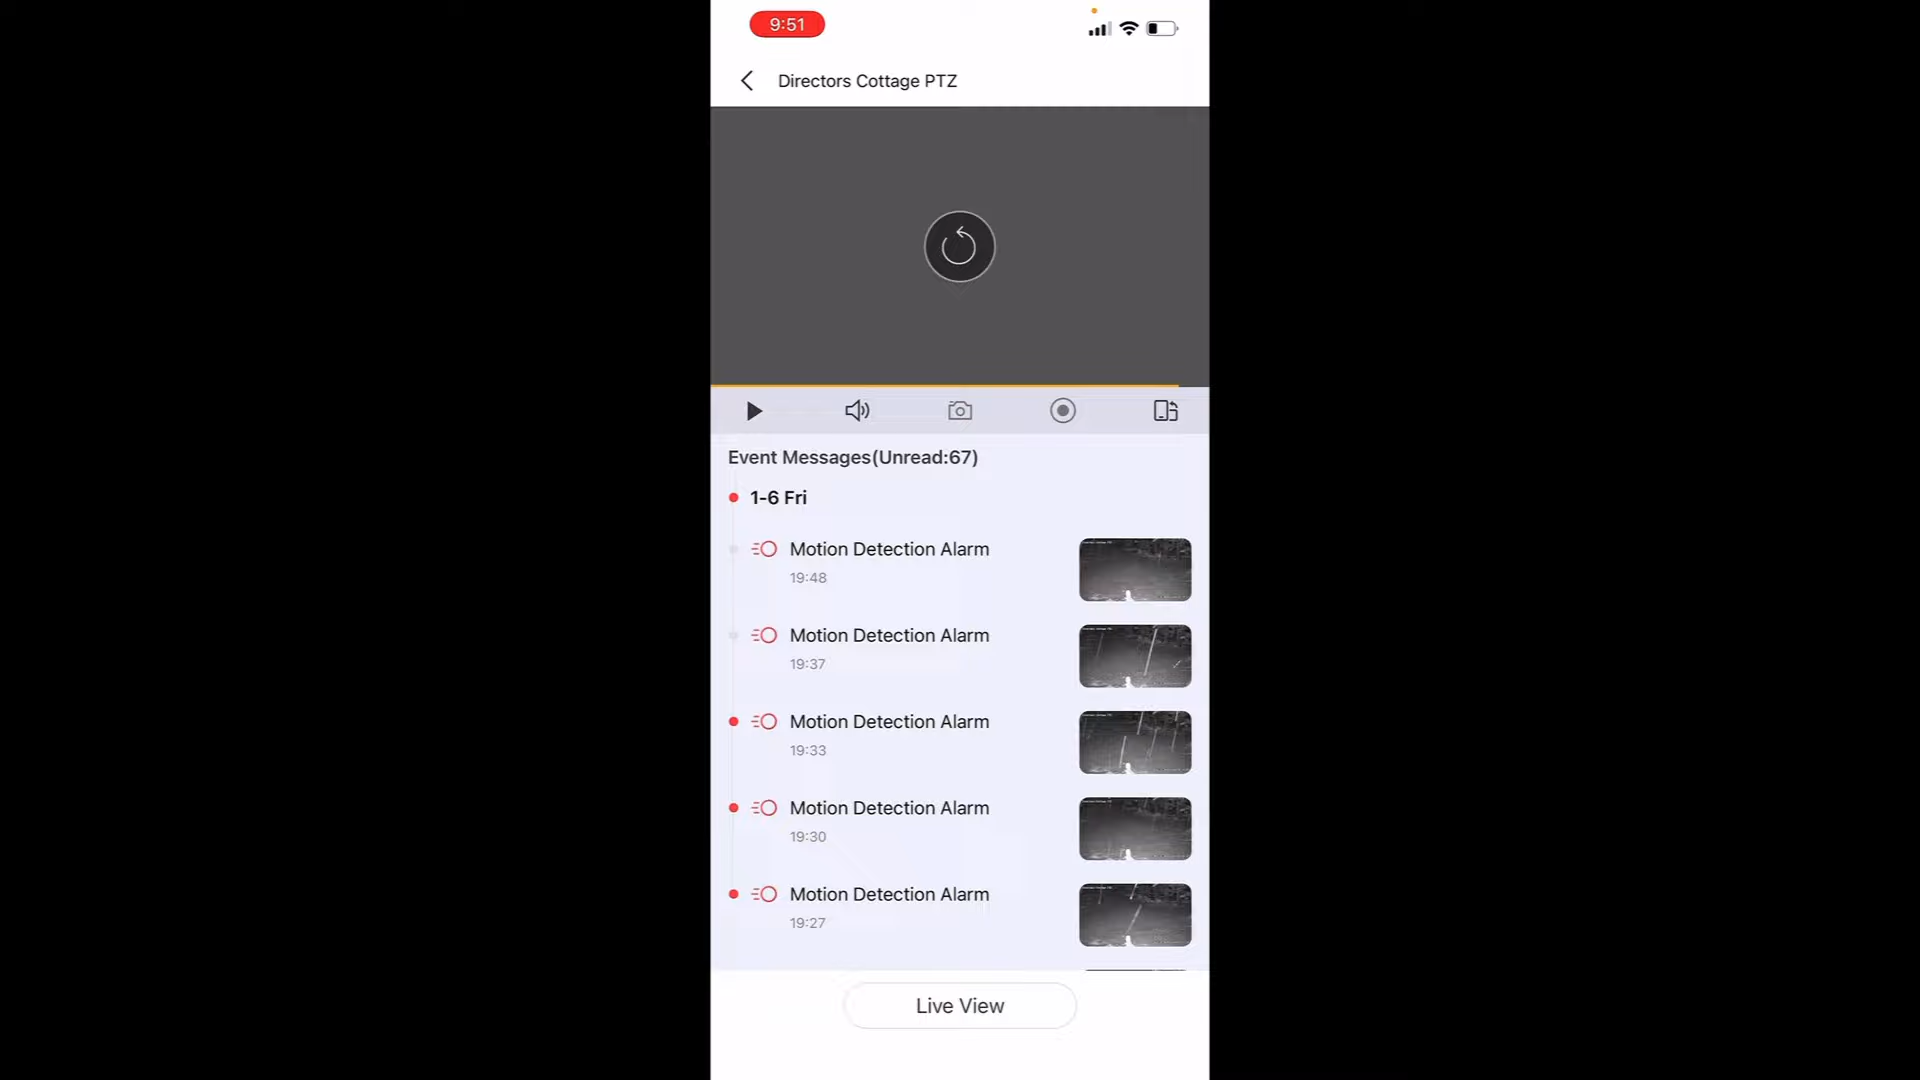 9:51
Directors Cottage PTZ
Event Messages(Unread:67)
1-6 Fri
Motion Detection Alarm
19:48
Motion Detection Alarm
19:37
Motion Detection Alarm
19:33
Motion Detection Alarm
19:30
Motion Detection Alarm
19:27
Live View